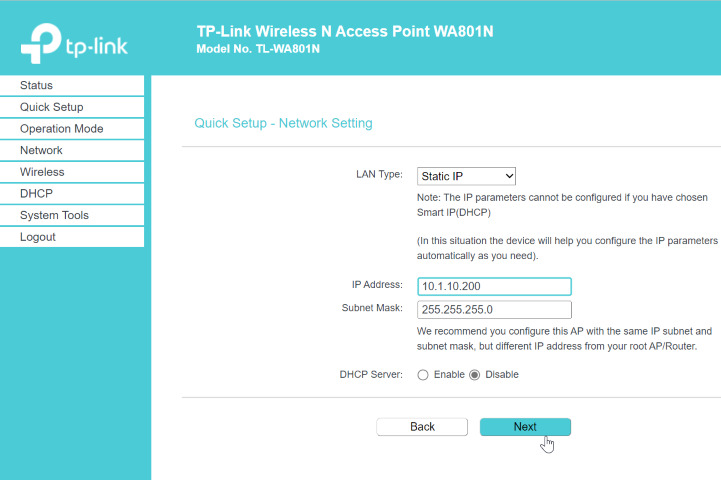 tp-link
TP-Link Wireless N Access Point WA801N
Model No. TL-WA801N
Status
Quick Setup
Operation Mode
Network
Wireless
DHCP
System Tools
Logout
Quick Setup - Network Setting
LAN Type: Static IP
Note: The IP parameters cannot be configured if you have chosen
Smart IP(DHCP)
(In this situation the device will help you configure the IP parameters
automatically as you need).
IP Address: 10.1.10.200
Subnet Mask: 255.255.255.0
We recommend you configure this AP with the same IP subnet and
subnet mask, but different IP address from your root AP/Router.
DHCP Server: Enable Disable
Back Next